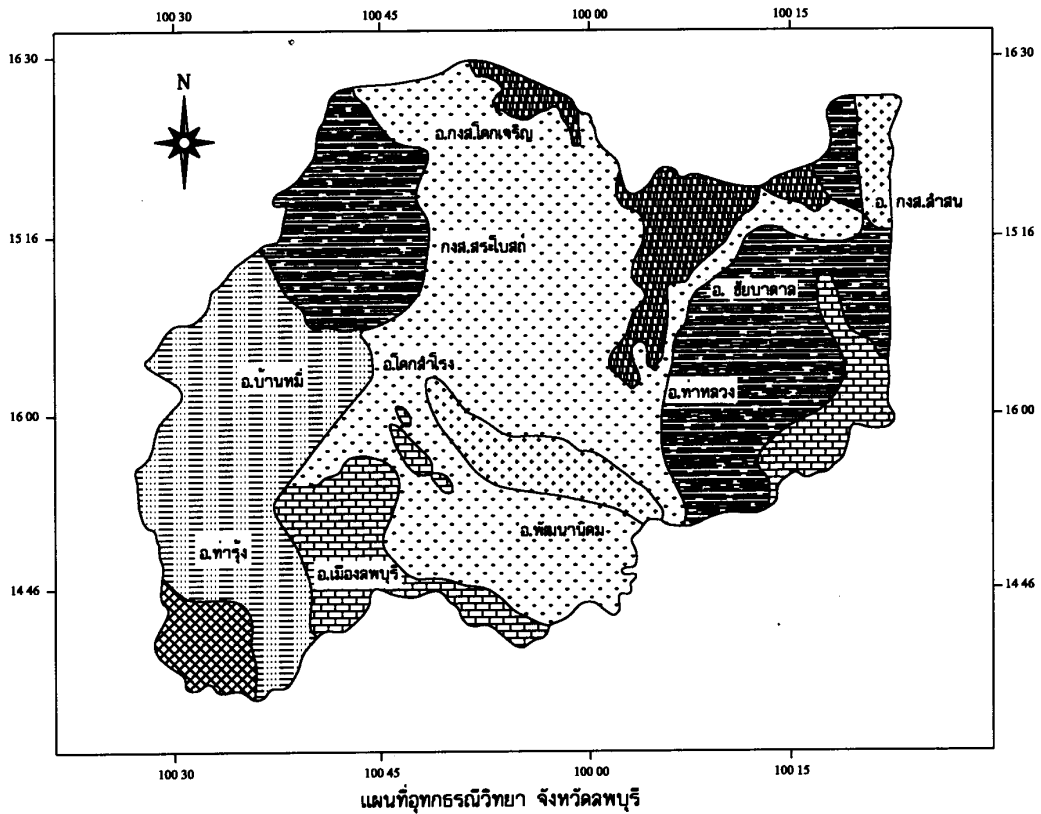 100 30 100 45 100 00 100 15
16 30 16 30
N
อ.กงส.โคกเจริญ
อ. กงส.ลำสน
15 16 กงส.สระโบสถ์ 15 16
อ. ชัยบาดาล
อ.โคกสำโรง
อ.บ้านหมี่
อ.ท่าหลวง
16 00 16 00
อ.พัฒนานิคม
อ.ท่าวุ้ง
อ.เมืองลพบุรี
14 46 14 46
100 30 100 45 100 00 100 15
แผนที่อุทกธรณีวิทยา จังหวัดลพบุรี